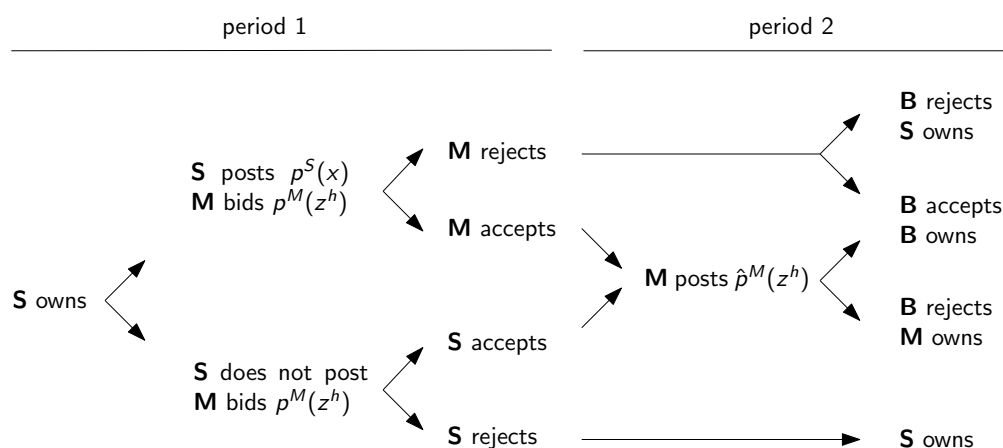 period 1
period 2
B rejects
S owns
S posts p^S(x)
M bids p^M(z^h)
M rejects
M accepts
B accepts
B owns
M posts p̂^M(z^h)
S owns
B rejects
M owns
S does not post
M bids p^M(z^h)
S accepts
S rejects
S owns